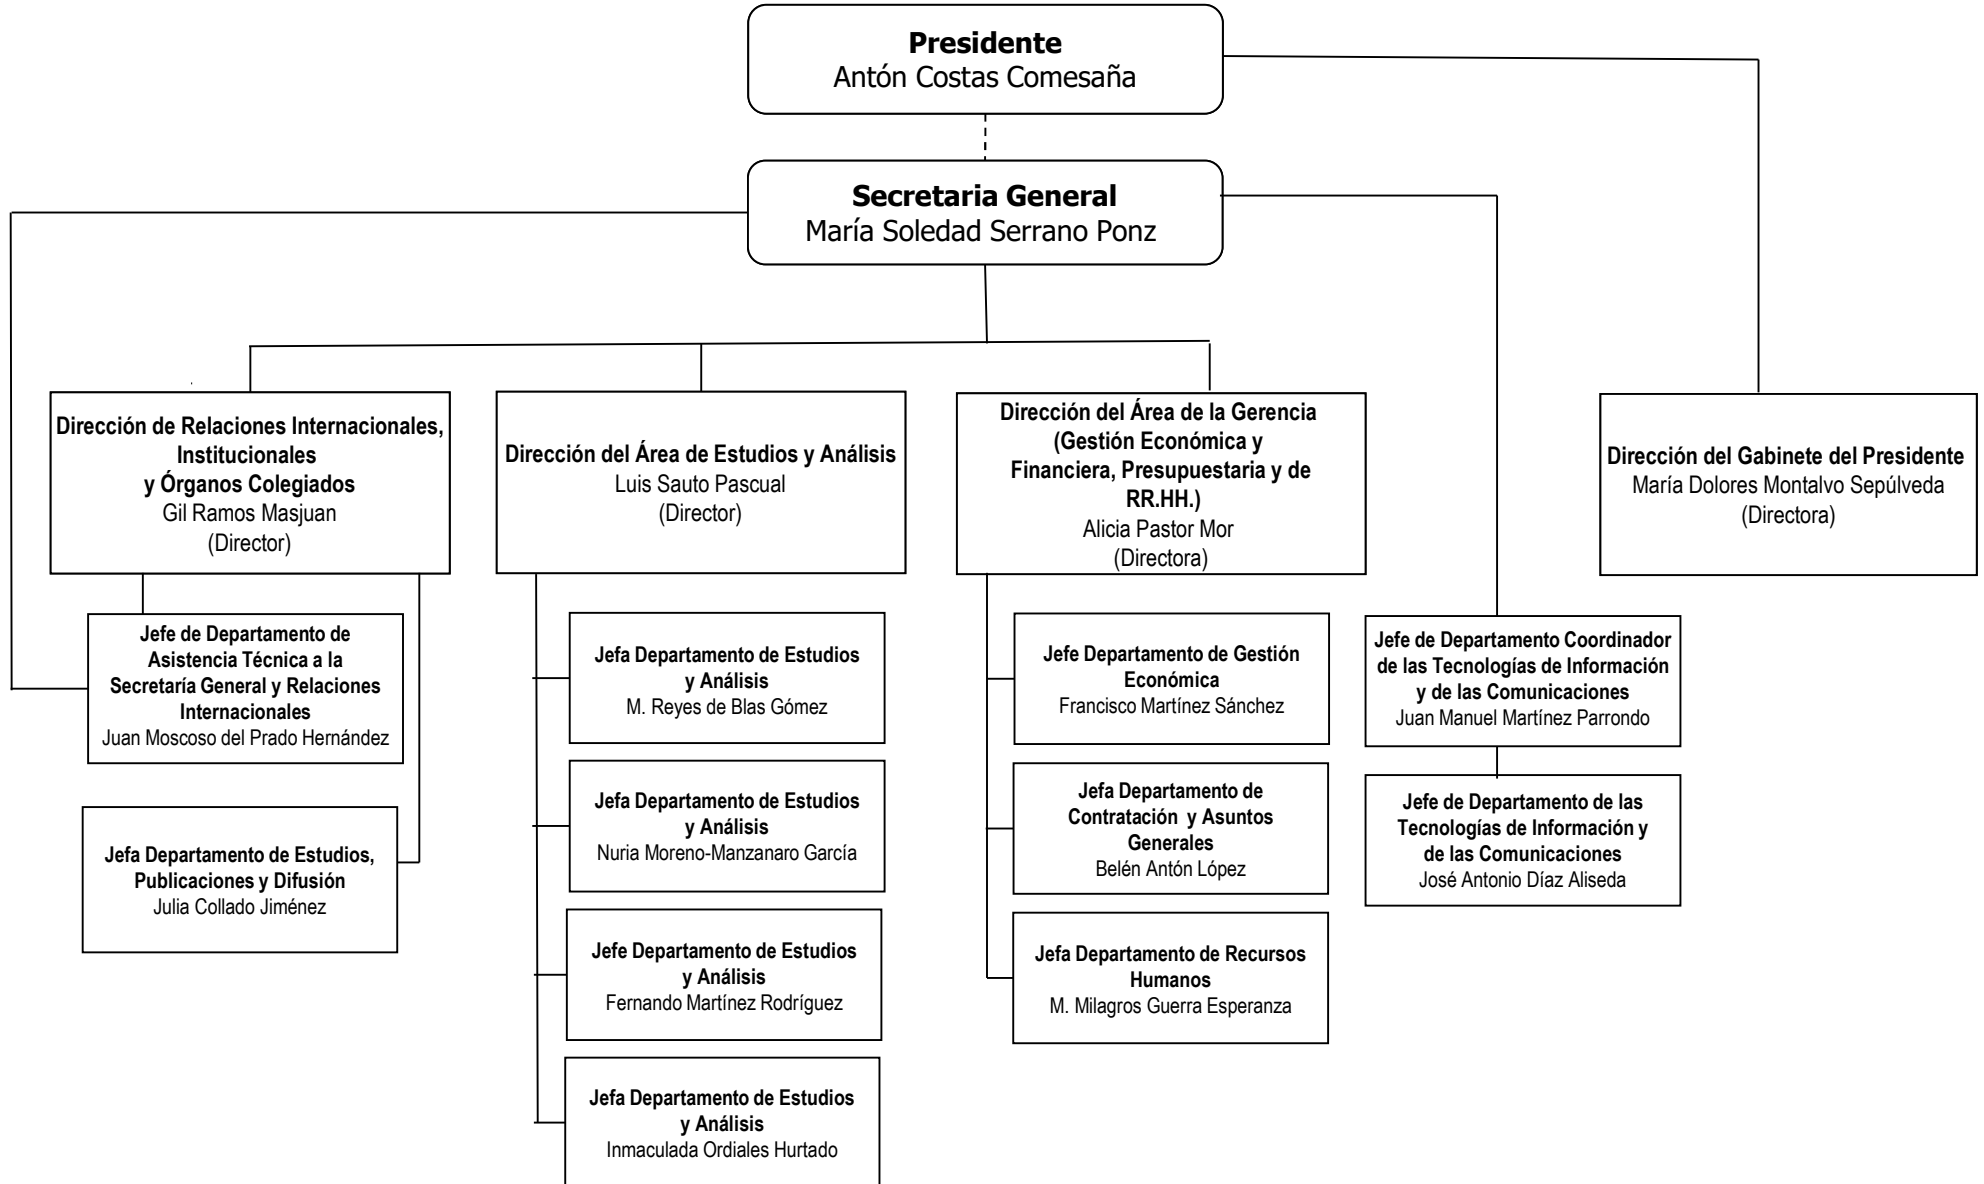 Presidente
Antón Costas Comesaña
Secretaria General
María Soledad Serrano Ponz
Dirección de Relaciones Internacionales,
Institucionales
y Órganos Colegiados
Gil Ramos Masjuan
(Director)
Dirección del Área de Estudios y Análisis
Luis Sauto Pascual
(Director)
Dirección del Área de la Gerencia
(Gestión Económica y
Financiera, Presupuestaria y de
RR.HH.)
Alicia Pastor Mor
(Directora)
Dirección del Gabinete del Presidente
María Dolores Montalvo Sepúlveda
(Directora)
Jefe de Departamento de
Asistencia Técnica a la
Secretaría General y Relaciones
Internacionales
Juan Moscoso del Prado Hernández
Jefa Departamento de Estudios,
Publicaciones y Difusión
Julia Collado Jiménez
Jefa Departamento de Estudios
y Análisis
M. Reyes de Blas Gómez
Jefa Departamento de Estudios
y Análisis
Nuria Moreno-Manzanaro García
Jefe Departamento de Estudios
y Análisis
Fernando Martínez Rodríguez
Jefa Departamento de Estudios
y Análisis
Inmaculada Ordiales Hurtado
Jefe Departamento de Gestión
Económica
Francisco Martínez Sánchez
Jefa Departamento de
Contratación y Asuntos
Generales
Belén Antón López
Jefa Departamento de Recursos
Humanos
M. Milagros Guerra Esperanza
Jefe de Departamento Coordinador
de las Tecnologías de Información
y de las Comunicaciones
Juan Manuel Martínez Parrondo
Jefe de Departamento de las
Tecnologías de Información y
de las Comunicaciones
José Antonio Díaz Aliseda